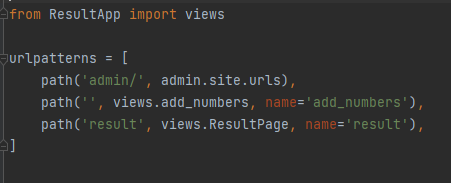 from ResultApp import views
urlpatterns = [
path('admin/', admin.site.urls),
path('', views.add_numbers, name='add_numbers'),
path('result', views.ResultPage, name='result'),
]